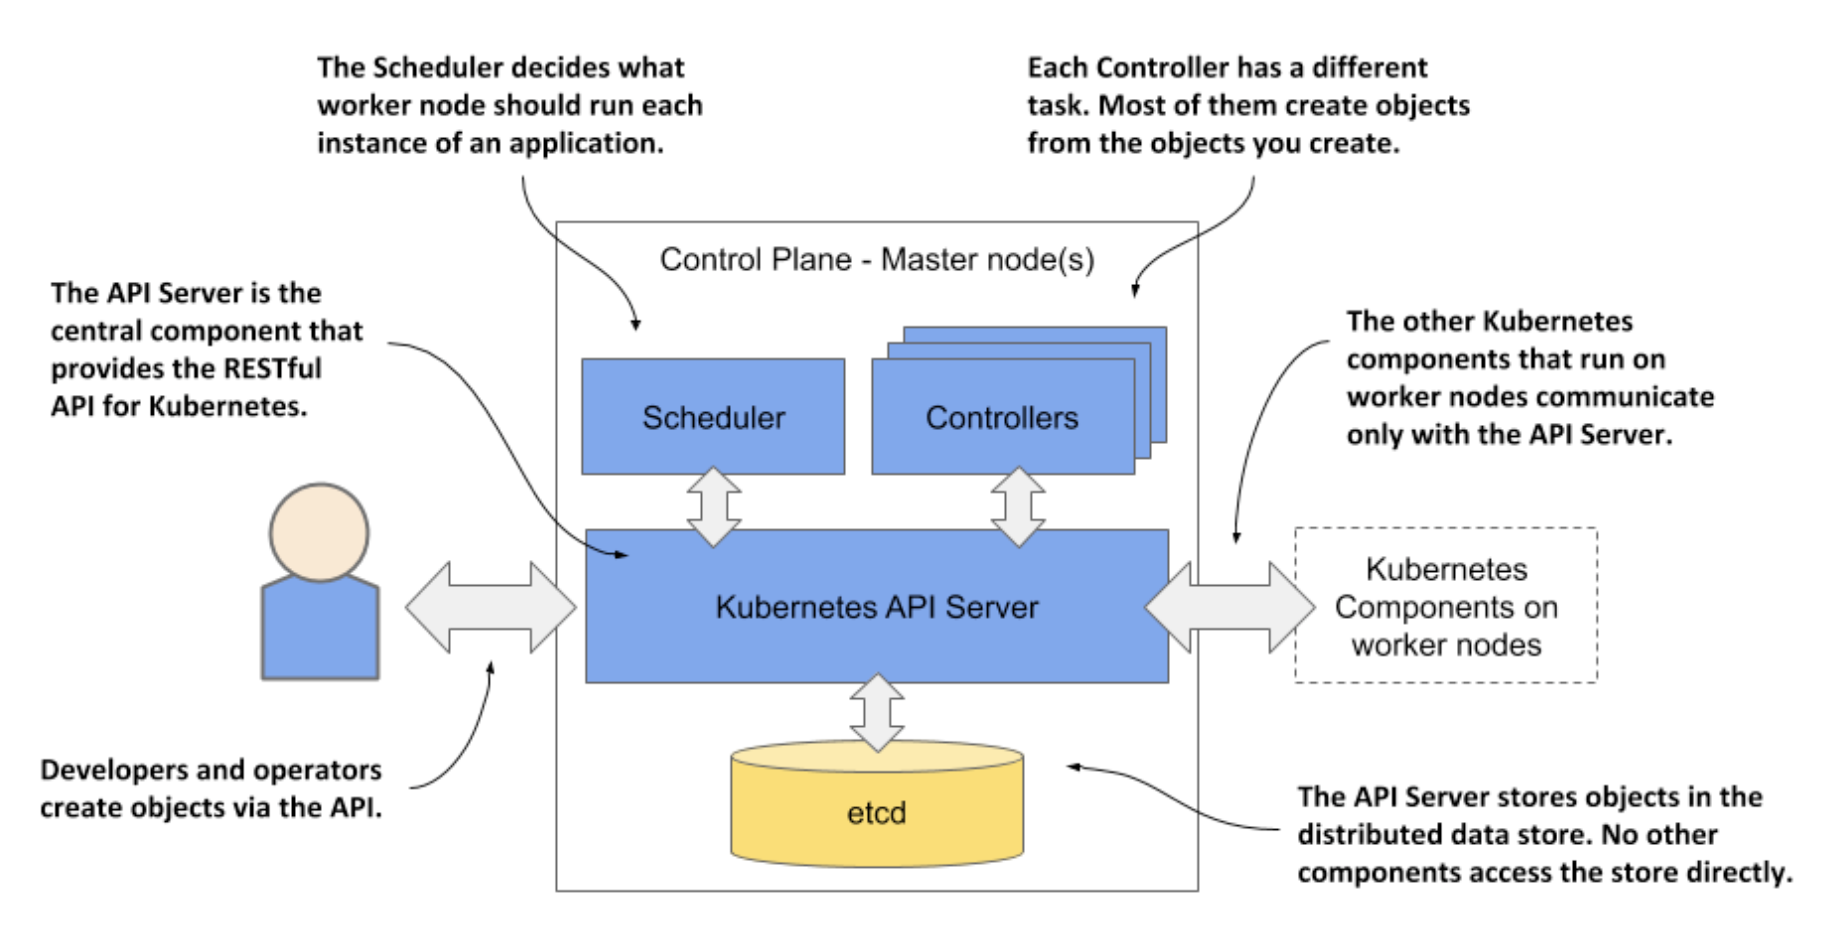 The Scheduler decides what
worker node should run each
instance of an application.
Each Controller has a different
task. Most of them create objects
from the objects you create.
Control Plane - Master node(s)
The API Server is the
central component that
provides the RESTful
API for Kubernetes.
The other Kubernetes
components that run on
worker nodes communicate
only with the API Server.
Scheduler
Controllers
Kubernetes API Server
Kubernetes
Components on
worker nodes
Developers and operators
create objects via the API.
etcd
The API Server stores objects in the
distributed data store. No other
components access the store directly.